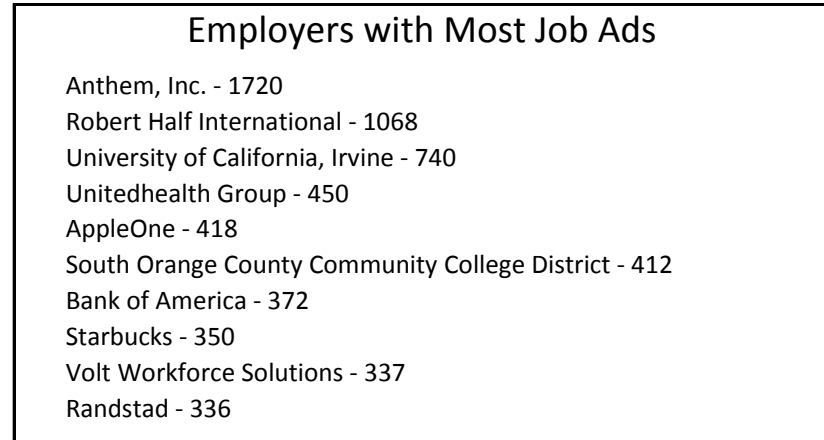 Employers with Most Job Ads
Anthem, Inc. - 1720
Robert Half International - 1068
University of California, Irvine - 740
Unitedhealth Group - 450
AppleOne - 418
South Orange County Community College District - 412
Bank of America - 372
Starbucks - 350
Volt Workforce Solutions - 337
Randstad - 336